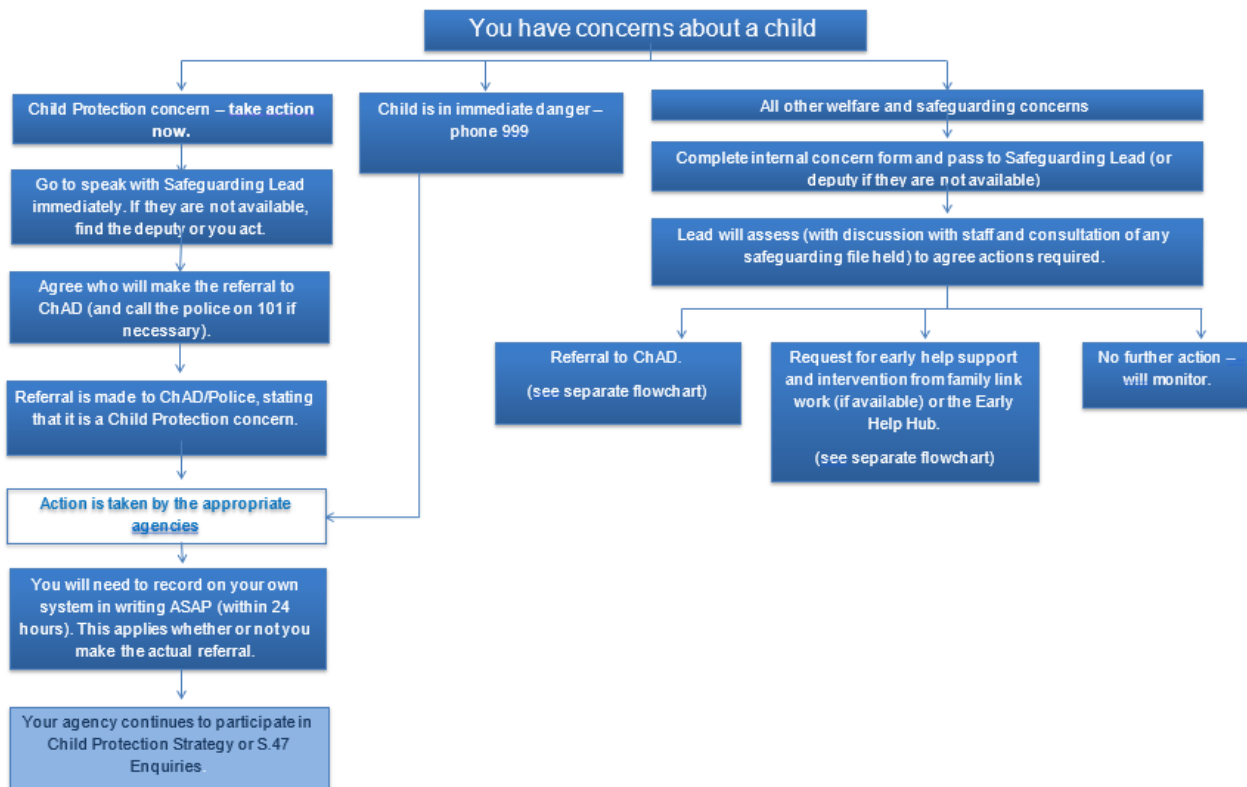 You have concerns about a child
Child Protection concern – take action
now.
Go to speak with Safeguarding Lead
immediately. If they are not available,
find the deputy or you act.
Agree who will make the referral to
ChAD (and call the police on 101 if
necessary).
Referral is made to ChAD/Police, stating
that it is a Child Protection concern.
Action is taken by the appropriate
agencies
You will need to record on your own
system in writing ASAP (within 24
hours). This applies whether or not you
make the actual referral.
Your agency continues to participate in
Child Protection Strategy or S.47
Enquiries.
Child is in immediate danger –
phone 999
All other welfare and safeguarding concerns
Complete internal concern form and pass to Safeguarding Lead (or
deputy if they are not available)
Lead will assess (with discussion with staff and consultation of any
safeguarding file held) to agree actions required.
Referral to ChAD.
(see separate flowchart)
Request for early help support
and intervention from family link
work (if available) or the Early
Help Hub.
(see separate flowchart)
No further action –
will monitor.